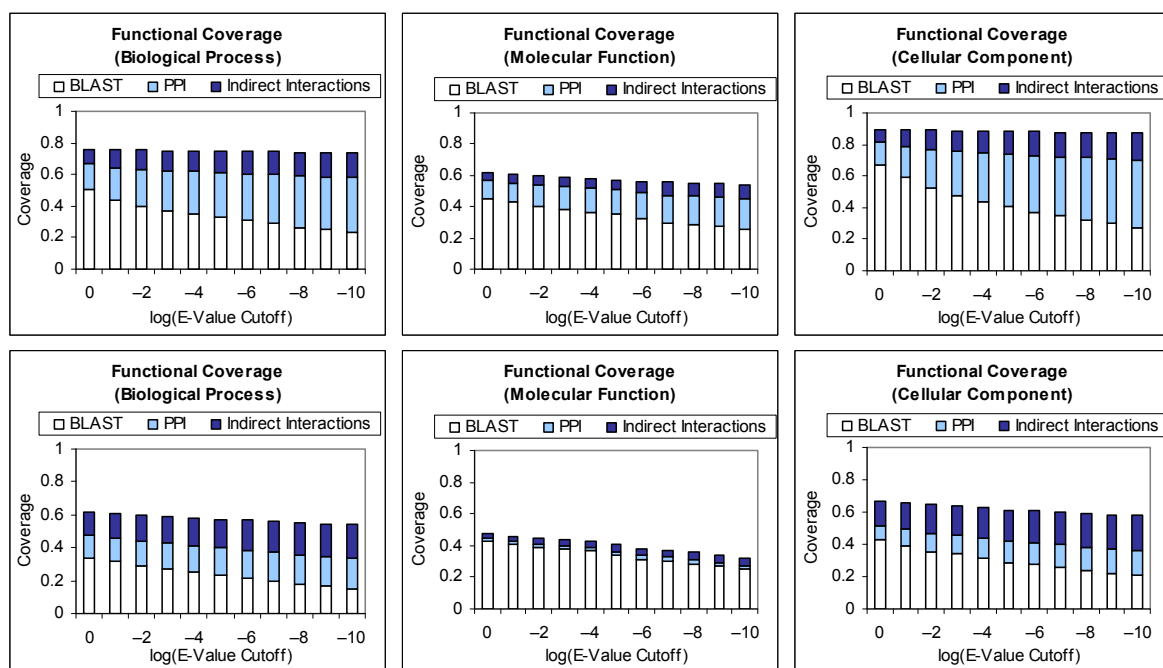 Functional Coverage
(Biological Process)
BLAST PPI Indirect Interactions
1
0.8
0.6
0.4
0.2
0
Coverage
0 –2 –4 –6 –8 –10
log(E-Value Cutoff)
Functional Coverage
(Molecular Function)
BLAST PPI Indirect Interactions
1
0.8
0.6
0.4
0.2
0
Coverage
0 –2 –4 –6 –8 –10
log(E-Value Cutoff)
Functional Coverage
(Cellular Component)
BLAST PPI Indirect Interactions
1
0.8
0.6
0.4
0.2
0
Coverage
0 –2 –4 –6 –8 –10
log(E-Value Cutoff)
Functional Coverage
(Biological Process)
BLAST PPI Indirect Interactions
1
0.8
0.6
0.4
0.2
0
Coverage
0 –2 –4 –6 –8 –10
log(E-Value Cutoff)
Functional Coverage
(Molecular Function)
BLAST PPI Indirect Interactions
1
0.8
0.6
0.4
0.2
0
Coverage
0 –2 –4 –6 –8 –10
log(E-Value Cutoff)
Functional Coverage
(Cellular Component)
BLAST PPI Indirect Interactions
1
0.8
0.6
0.4
0.2
0
Coverage
0 –2 –4 –6 –8 –10
log(E-Value Cutoff)